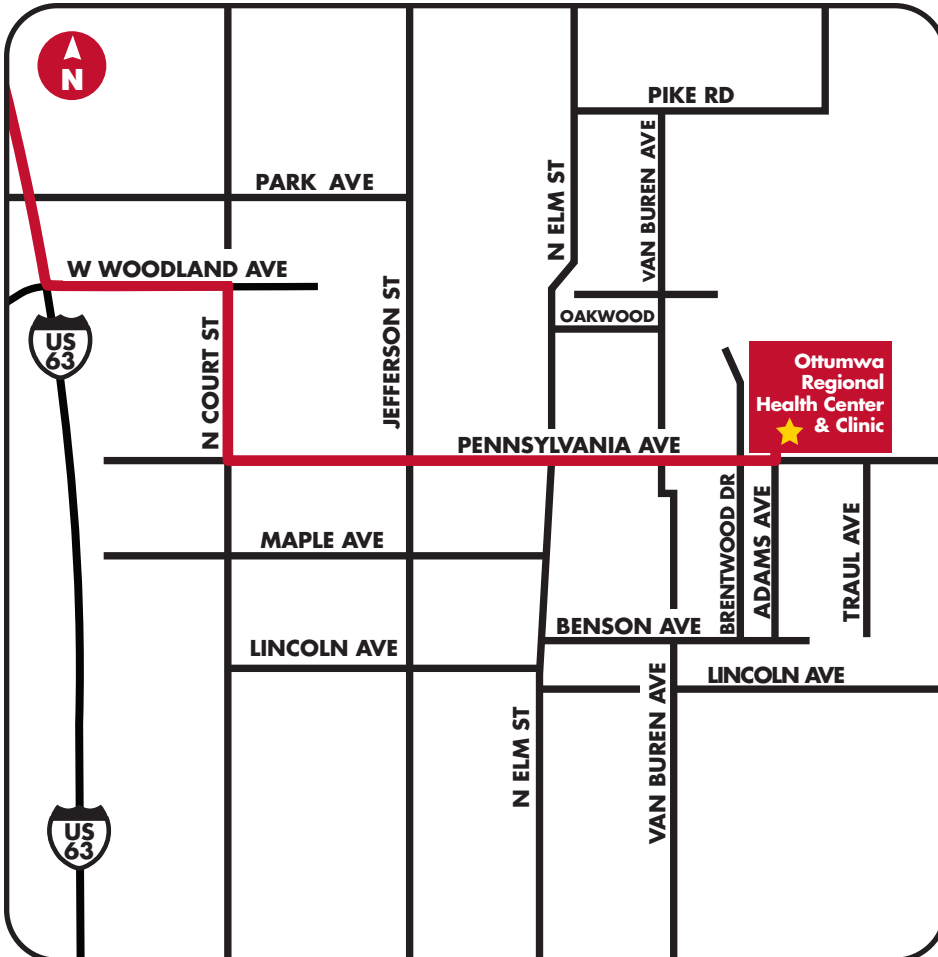 N
PIKE RD
VAN BUREN AVE
N ELM ST
PARK AVE
W WOODLAND AVE
US
63
N COURT ST
JEFFERSON ST
OAKWOOD
Ottumwa
Regional
Health Center
& Clinic
PENNSYLVANIA AVE
BRENTWOOD DR
ADAMS AVE
TRAUL AVE
MAPLE AVE
BENSON AVE
LINCOLN AVE
LINCOLN AVE
N ELM ST
VAN BUREN AVE
US
63